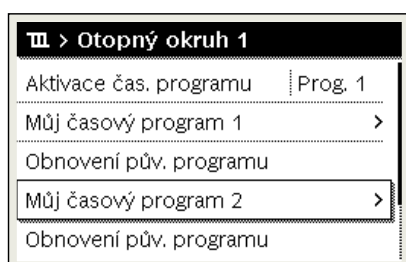 > Otopný okruh 1
Aktivace čas. programu Prog. 1
Můj časový program 1 >
Obnovení pův. programu
Můj časový program 2 >
Obnovení pův. programu